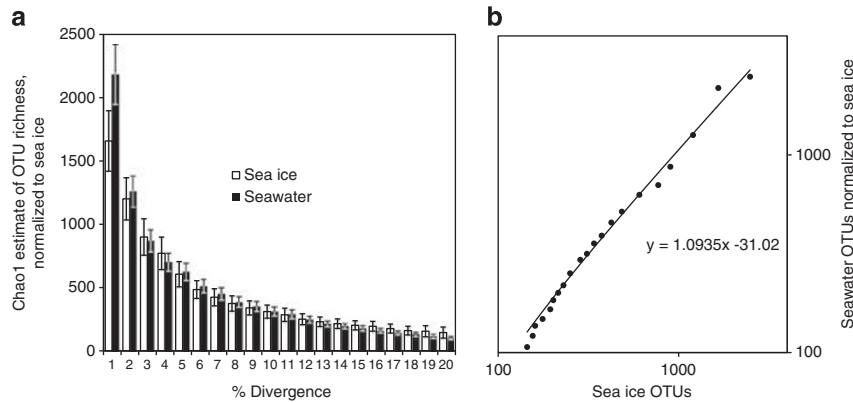 a
Chao1 estimate of OTU richness,
normalized to sea ice
2500
2000
1500
1000
500
0
Sea ice
Seawater
1 2 3 4 5 6 7 8 9 10 11 12 13 14 15 16 17 18 19 20
% Divergence
b
y = 1.0935x -31.02
1000
100
Seawater OTUs normalized to sea ice
100 1000
Sea ice OTUs